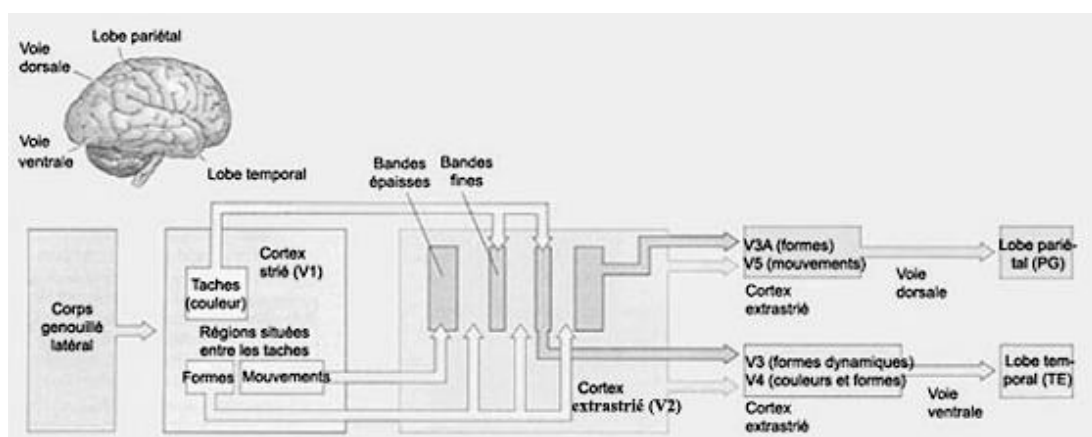 Lobe pariétal
Voie
dorsale
Voie
ventrale
Lobe temporal
Bandes
épaisses
Bandes
fines
Corps
genouillé
latéral
Cortex
strié (V1)
Taches
(couleur)
Régions situées
entre les taches
Formes
Mouvements
Cortex
extrastrié (V2)
V3A (formes)
V5 (mouvements)
Cortex
extrastrié
Voie
dorsale
Lobe parié-
tal (PG)
V3 (formes dynamiques)
V4 (couleurs et formes)
Cortex
extrastrié
Voie
ventrale
Lobe tem-
poral (TE)